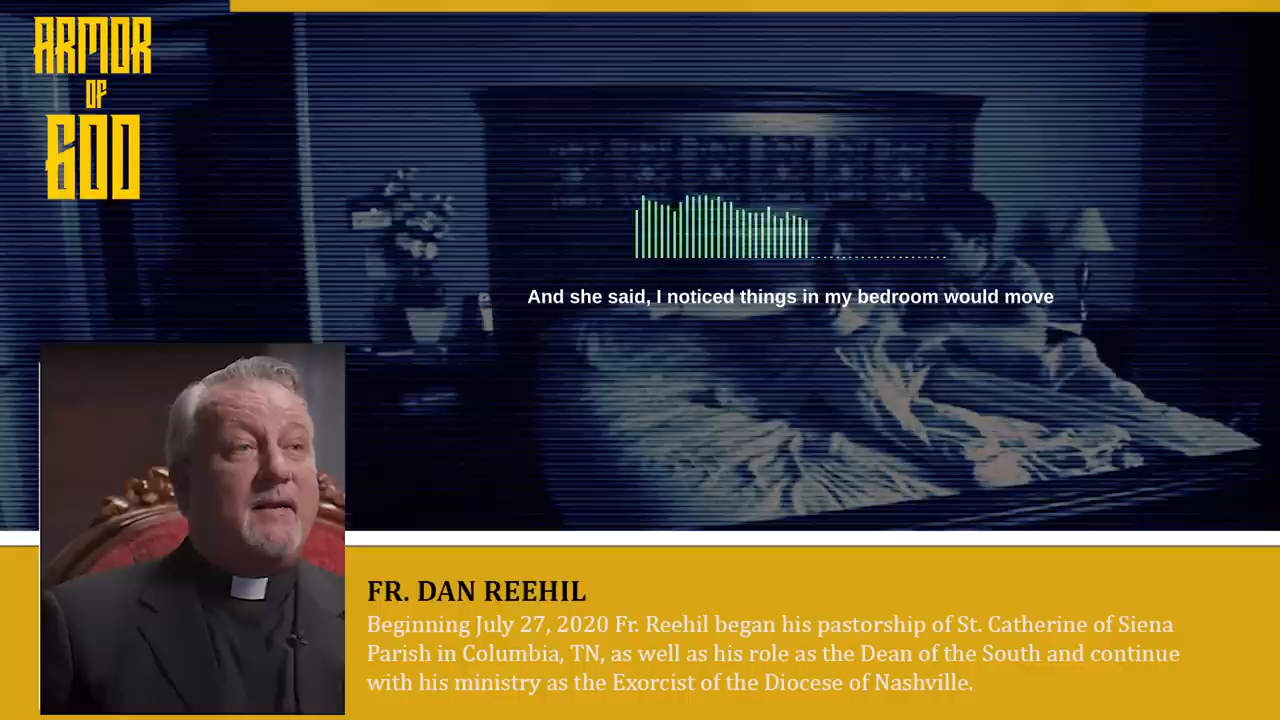 ARMOR
OF
GOD
And she said, I noticed things in my bedroom would move
FR. DAN REEHIL
Beginning July 27, 2020 Fr. Reehil began his pastorship of St. Catherine of Siena
Parish in Columbia, TN, as well as his role as the Dean of the South and continue
with his ministry as the Exorcist of the Diocese of Nashville.